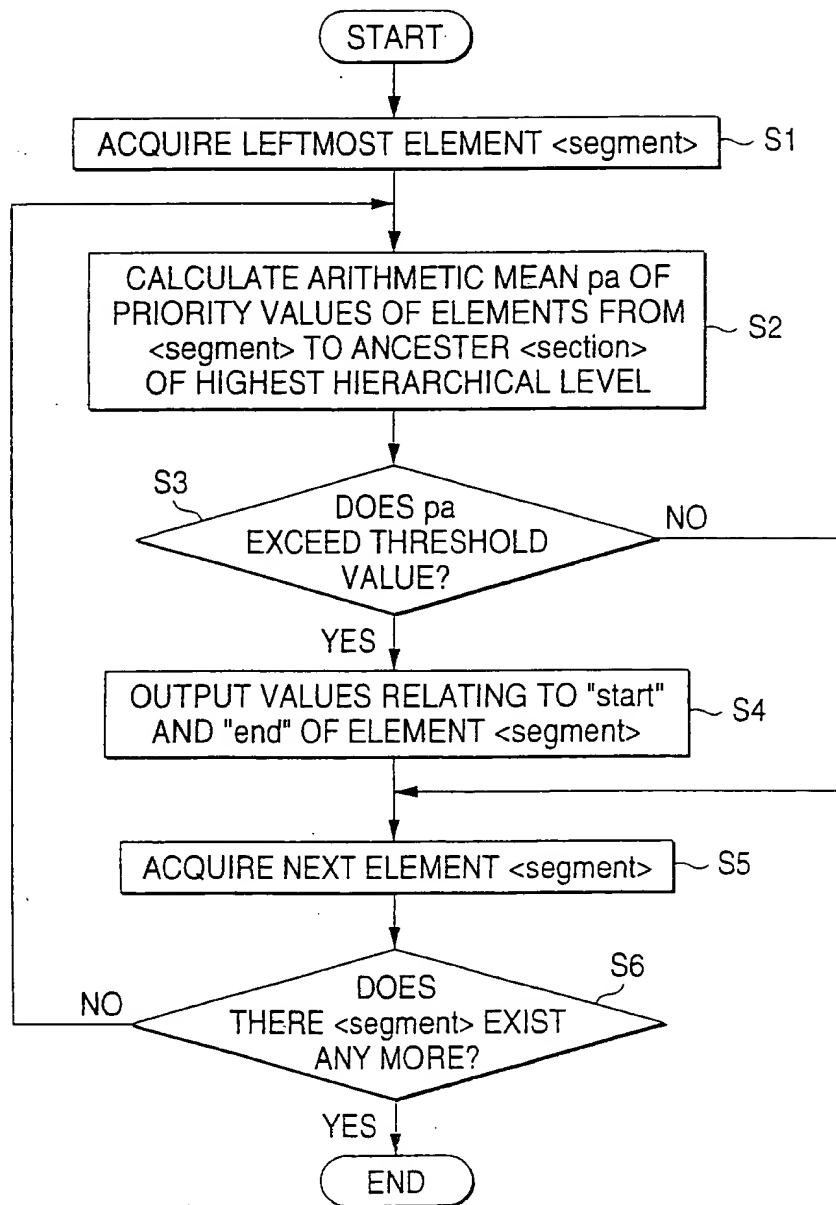 START
ACQUIRE LEFTMOST ELEMENT <segment>
S1
CALCULATE ARITHMETIC MEAN pa OF
PRIORITY VALUES OF ELEMENTS FROM
<segment> TO ANCESTER <section>
OF HIGHEST HIERARCHICAL LEVEL
S2
S3
DOES pa
EXCEED THRESHOLD
VALUE?
NO
YES
OUTPUT VALUES RELATING TO "start"
AND "end" OF ELEMENT <segment>
S4
ACQUIRE NEXT ELEMENT <segment>
S5
S6
DOES
THERE <segment> EXIST
ANY MORE?
NO
YES
END